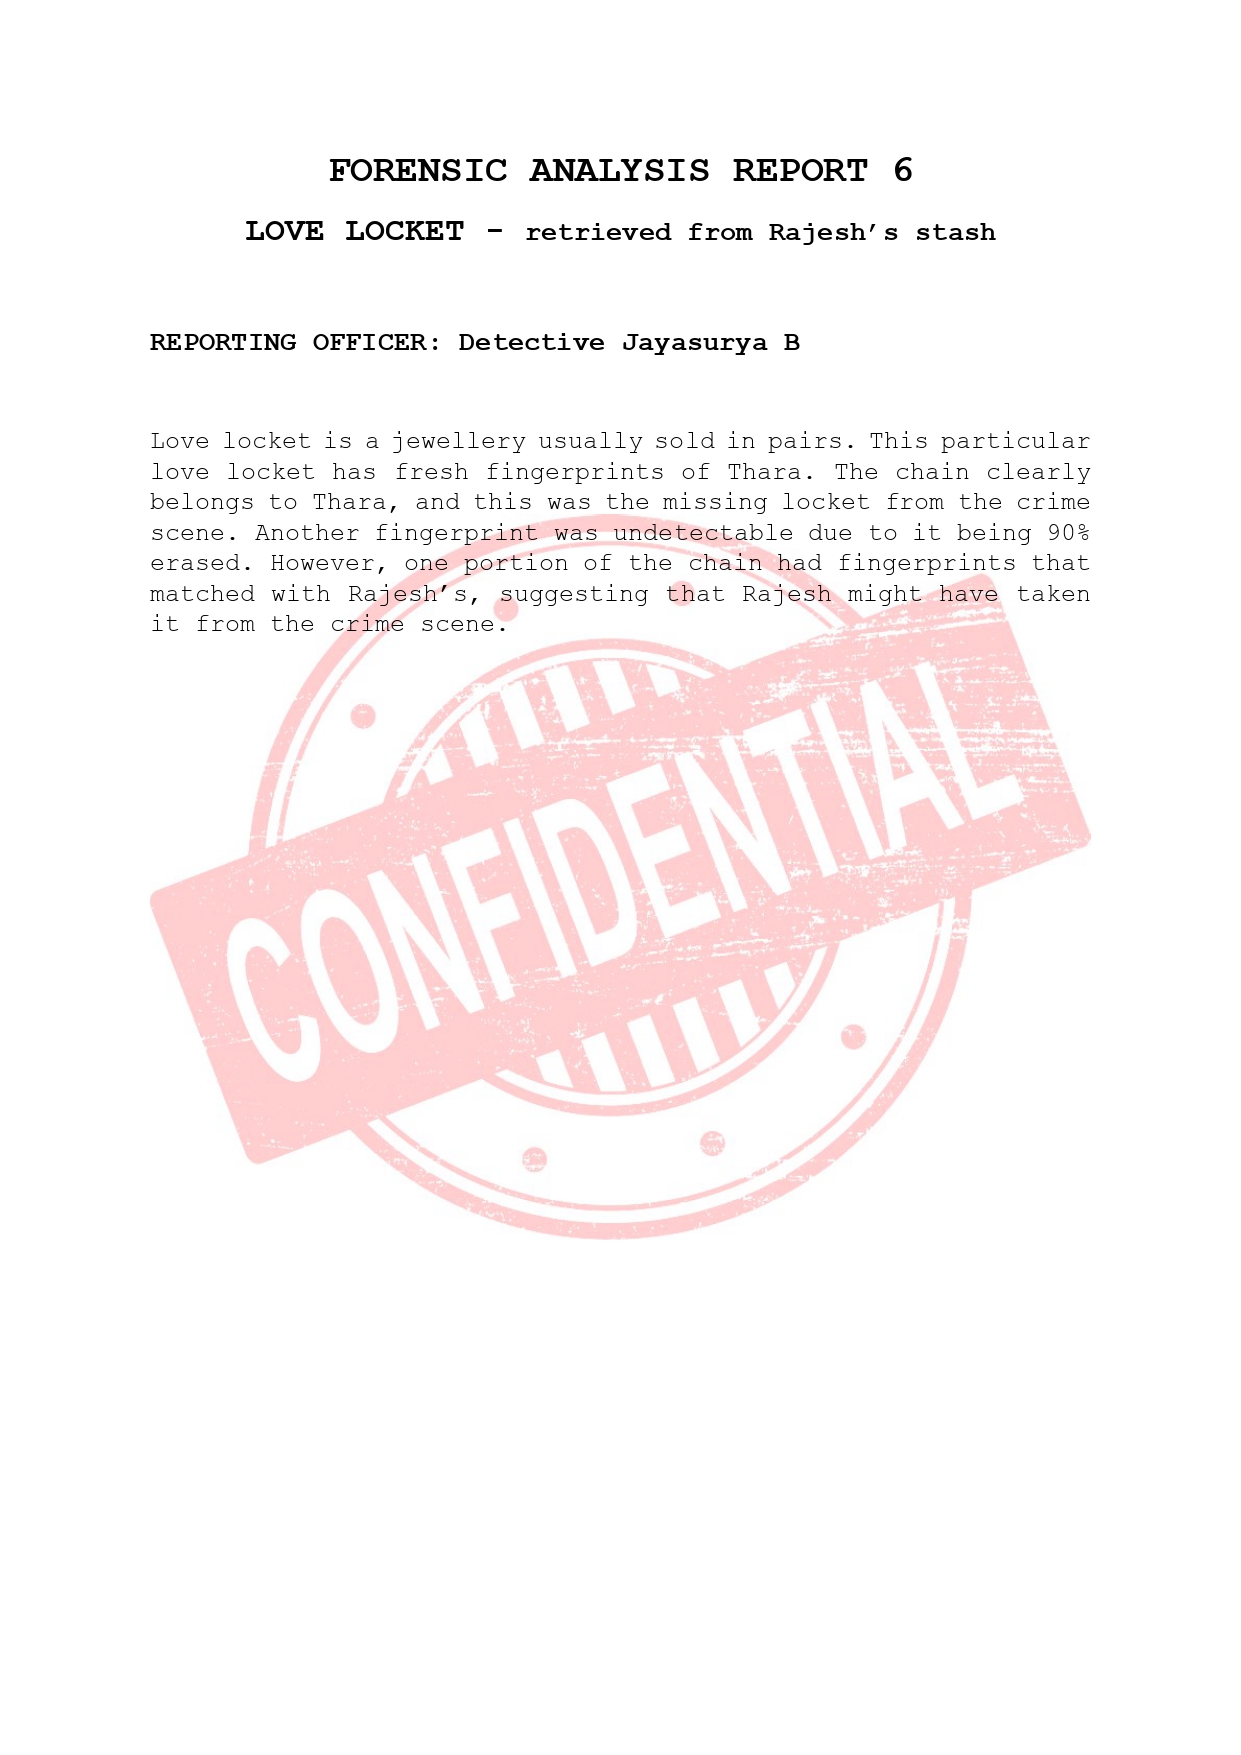 FORENSIC ANALYSIS REPORT 6
LOVE LOCKET - retrieved from Rajesh’s stash
REPORTING OFFICER: Detective Jayasurya B
Love locket is a jewellery usually sold in pairs. This particular
love locket has fresh fingerprints of Thara. The chain clearly
belongs to Thara, and this was the missing locket from the crime
scene. Another fingerprint was undetectable due to it being 90%
erased. However, one portion of the chain had fingerprints that
matched with Rajesh’s, suggesting that Rajesh might have taken
it from the crime scene.
CONFIDENTIAL